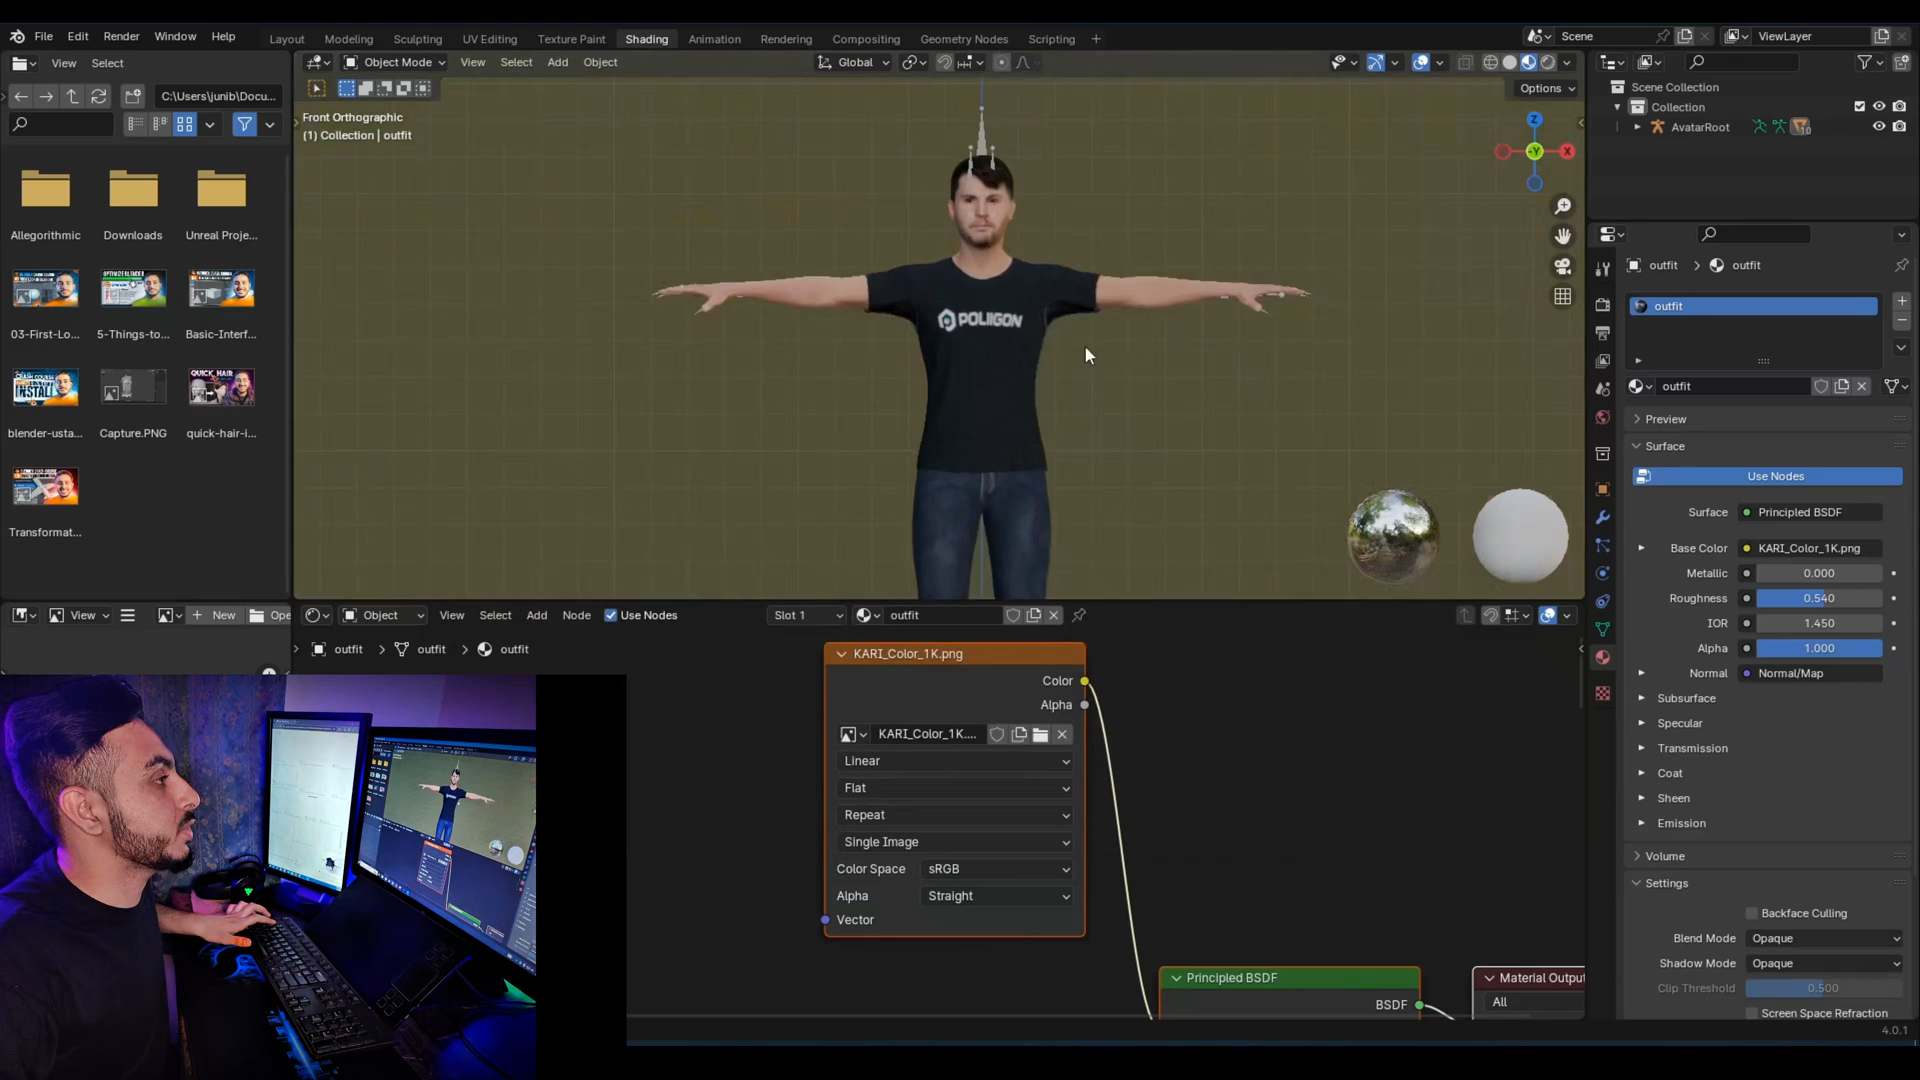 File Edit Render Window Help
Layout Modeling Sculpting UV Editing Texture Paint Shading Animation Rendering Compositing Geometry Nodes Scripting +
Scene
ViewLayer
View Select
Object Mode View Select Add Object
Global
C:\Users\junib\Docu...
Options
Front Orthographic
(1) Collection | outfit
Z
-Y
X
POLIIGON
Allegorithmic Downloads Unreal Proje...
03-First-Lo... 5-Things-to... Basic-Interf...
blender-usta... Capture.PNG quick-hair-i...
Transformat...
Scene Collection
Collection
AvatarRoot
10
outfit > outfit
outfit
outfit
Preview
Surface
Use Nodes
Surface Principled BSDF
Base Color KARI_Color_1K.png
Metallic 0.000
Roughness 0.540
IOR 1.450
Alpha 1.000
Normal Normal/Map
Subsurface
Specular
Transmission
Coat
Sheen
Emission
Volume
Settings
Backface Culling
Blend Mode Opaque
Shadow Mode Opaque
Clip Threshold 0.500
Screen Space Refraction
4.0.1
View
+ New
Ope
Object View Select Add Node Use Nodes
Slot 1
outfit
outfit > outfit > outfit
KARI_Color_1K.png
Color
Alpha
KARI_Color_1K....
Linear
Flat
Repeat
Single Image
Color Space sRGB
Alpha Straight
Vector
Principled BSDF
BSDF
Material Output
All